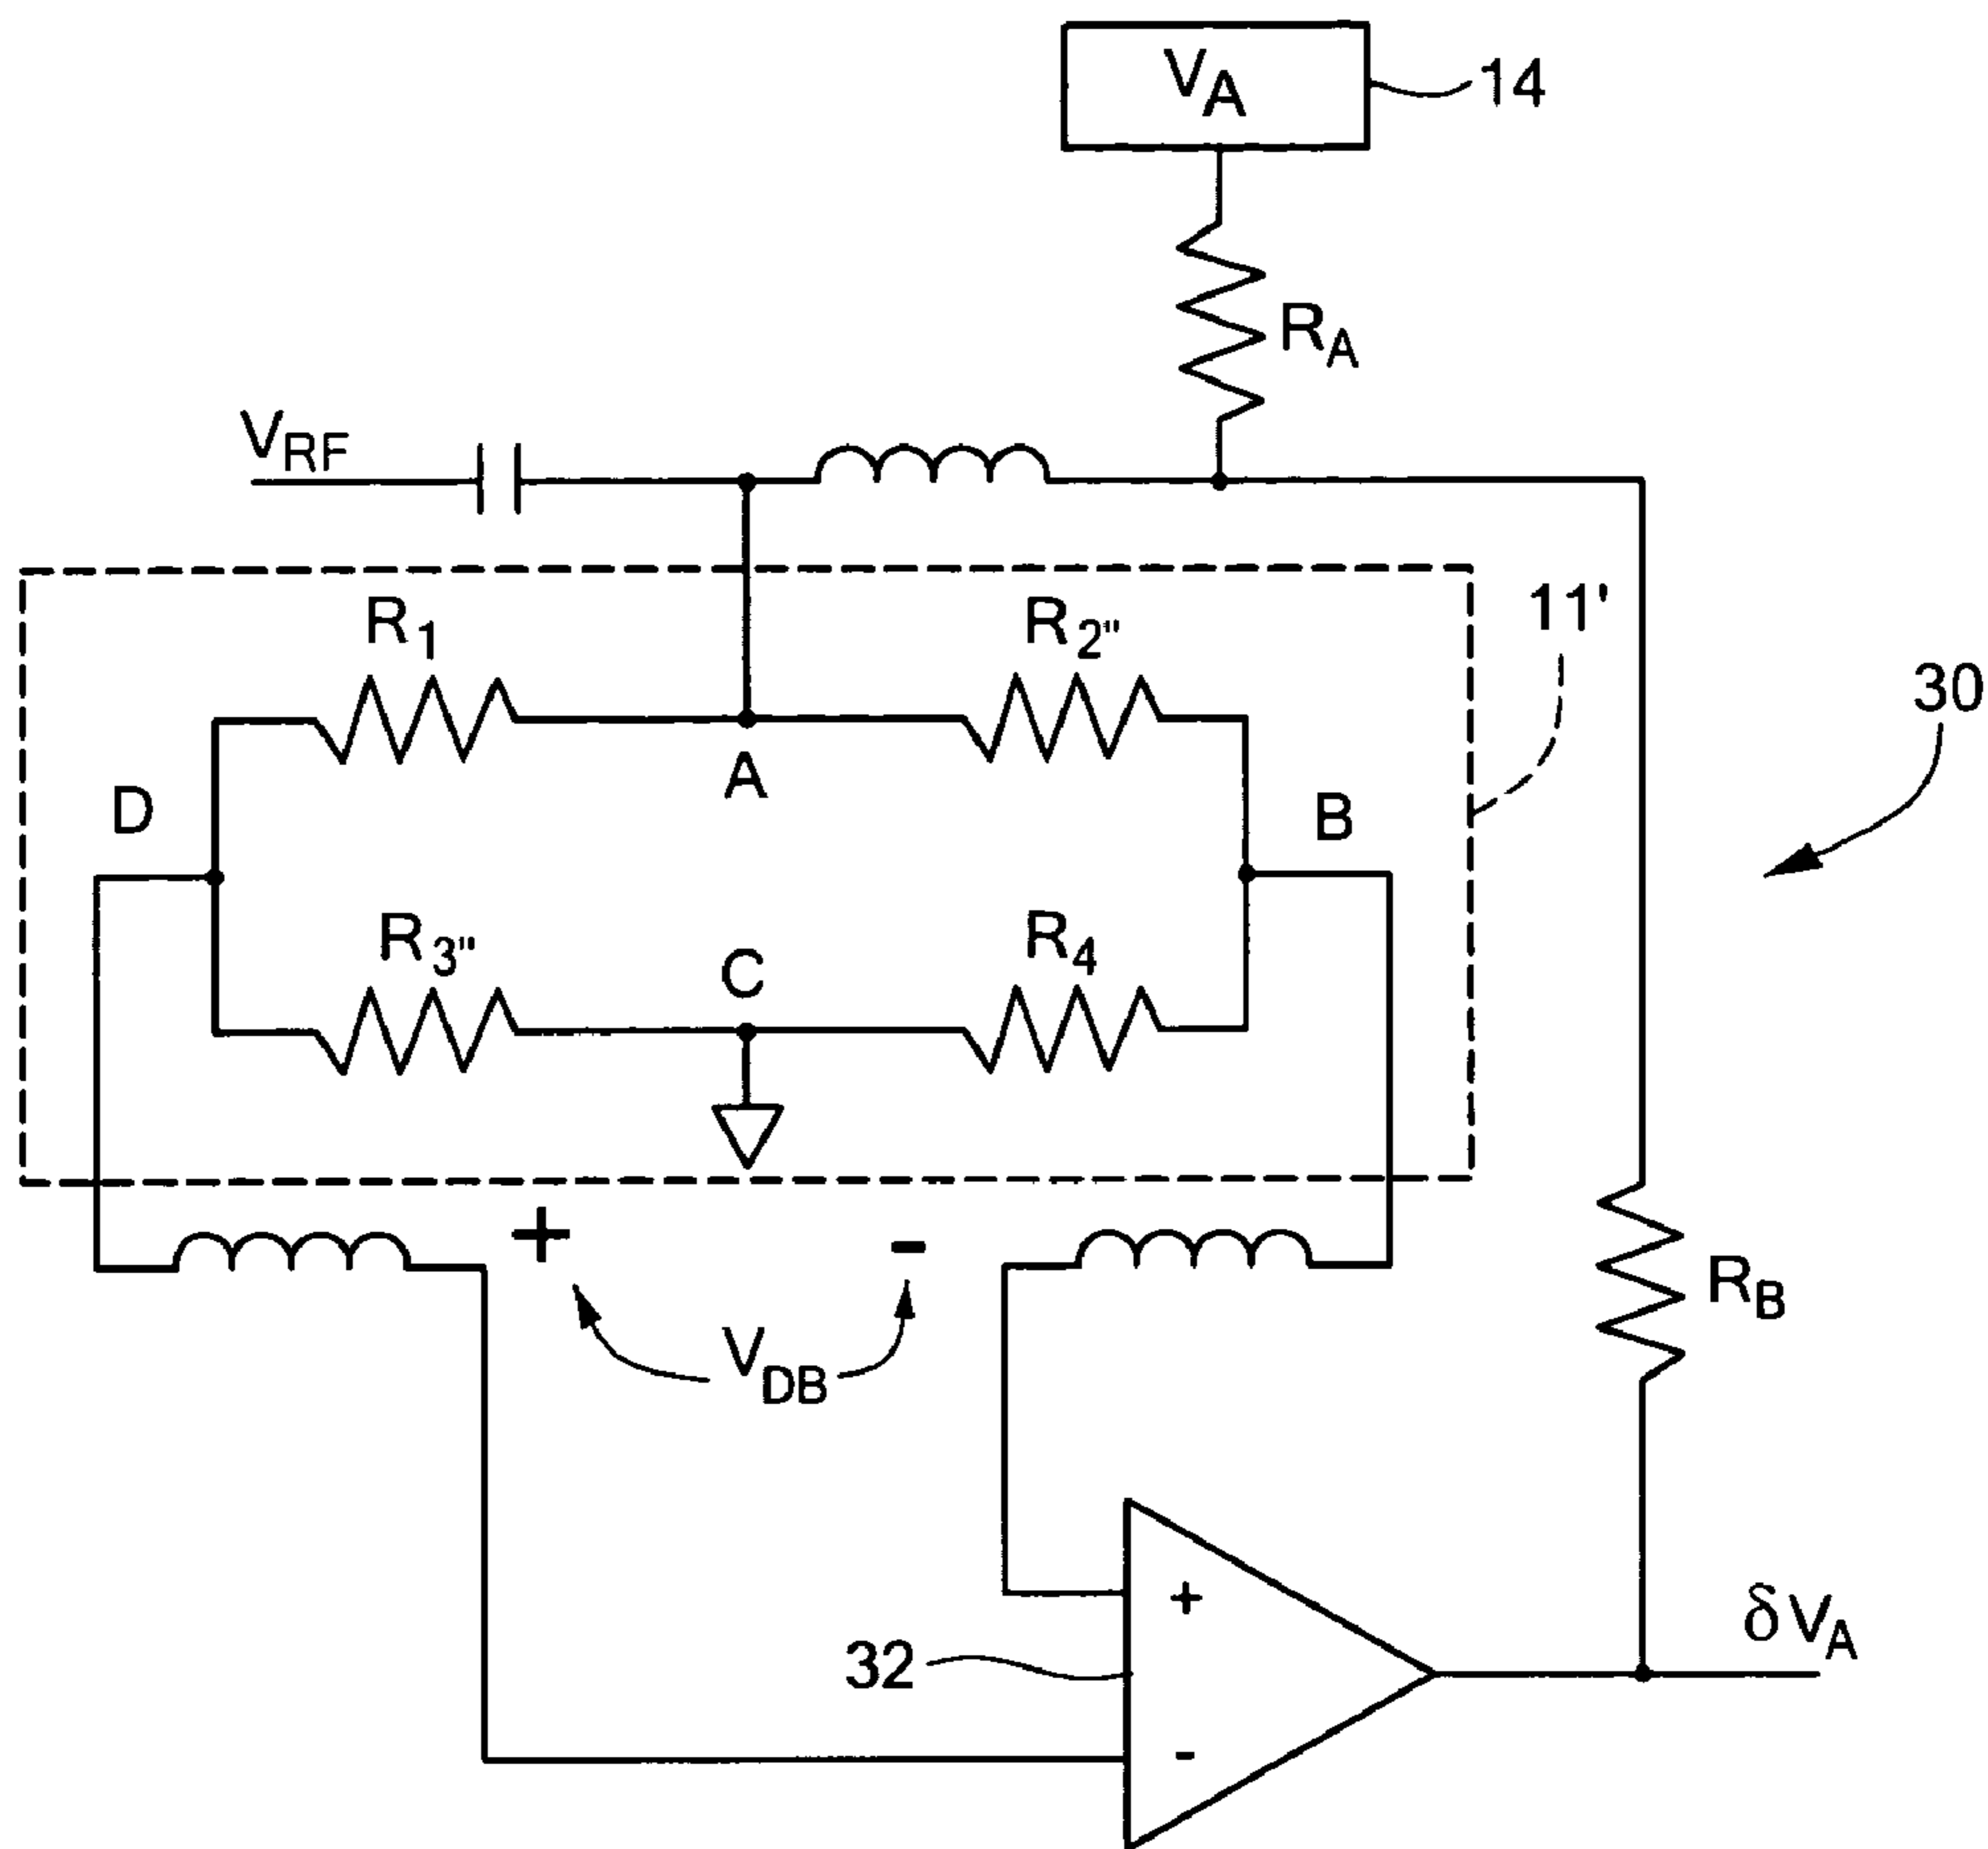 V_A
14
R_A
V_RF
R_1
R_2"
11'
30
A
D
B
R_3"
R_4
C
+
-
R_B
V_DB
+
δV_A
32
-